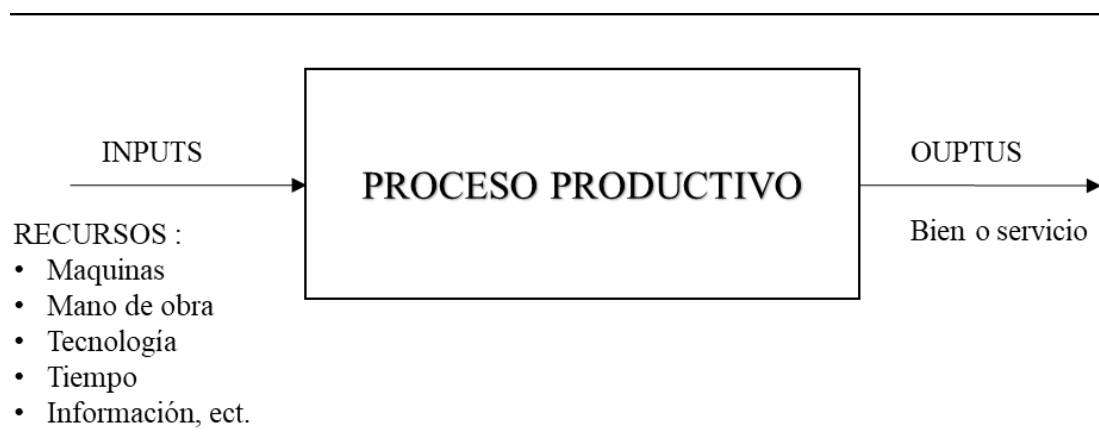 INPUTS
RECURSOS :
• Maquinas
• Mano de obra
• Tecnología
• Tiempo
• Información, ect.
PROCESO PRODUCTIVO
OUPTUS
Bien o servicio